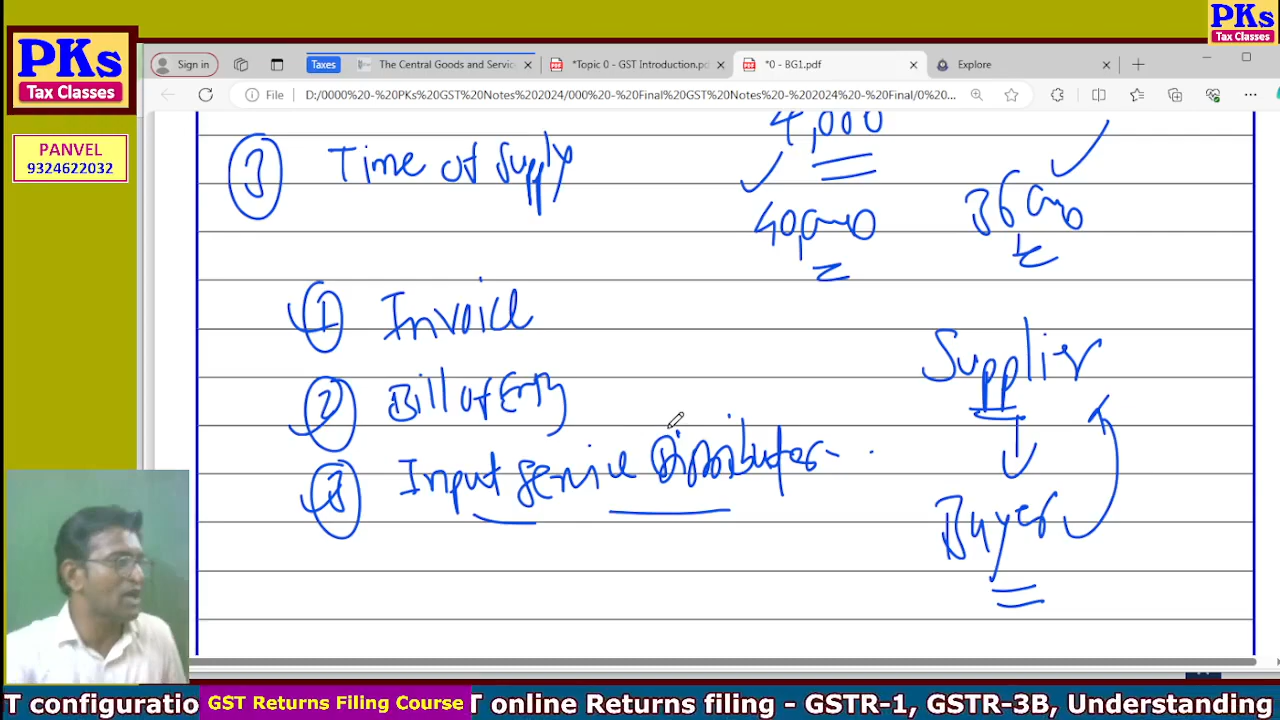 PKs
Tax Classes
PKs
Tax Classes
PANVEL
9324622032
Sign in
Taxes
The Central Goods and Servic
*Topic 0 - GST Introduction.pd
*0 - BG1.pdf
Explore
File
D:/0000%20-%20PKs%20GST%20Notes%202024/000%20-%20Final%20GST%20Notes%20-%202024%20-%20Final/0%20...
4,000
3 Time of Supply
40,000
36000
1 Invoice
Supplier
2 Bill of Entry
3 Input Service Distributor
Buyer
T configuratio
GST Returns Filing Course
T online Returns filing - GSTR-1, GSTR-3B, Understanding